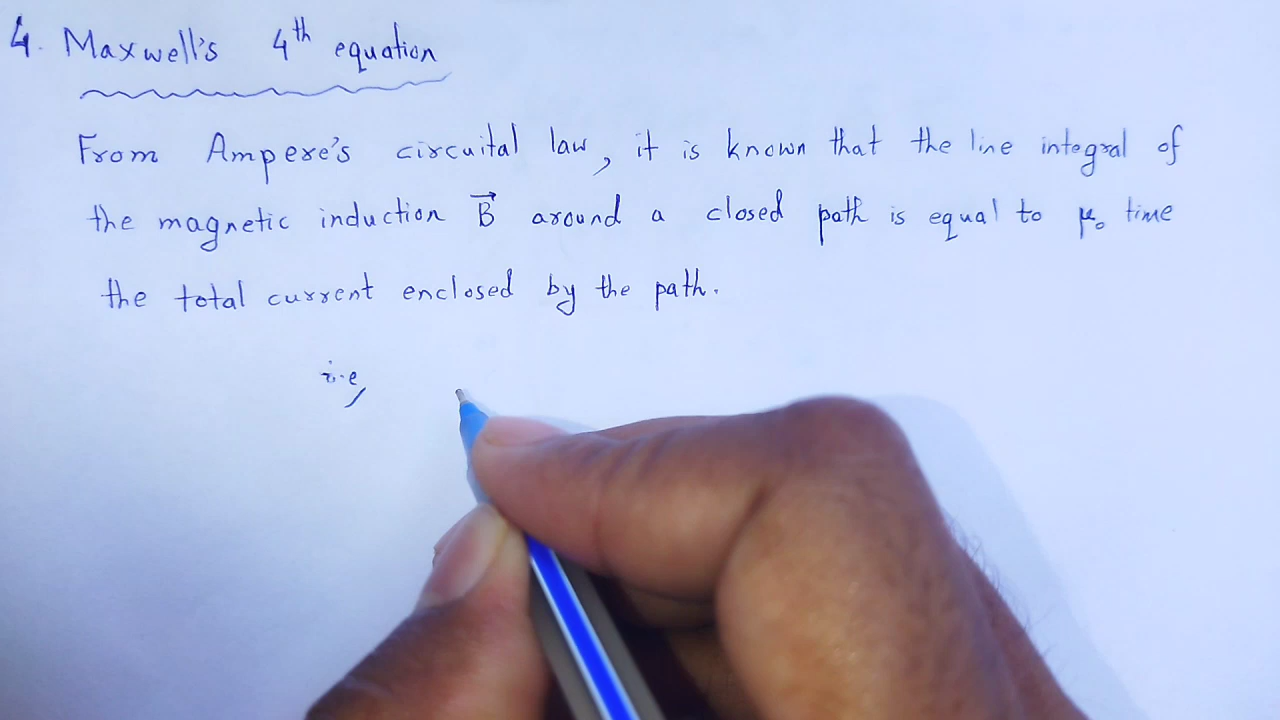 4. Maxwell's 4th equation
From Ampere's circuital law, it is known that the line integral of
the magnetic induction B⃗ around a closed path is equal to μ₀ time
the total current enclosed by the path.
i.e,